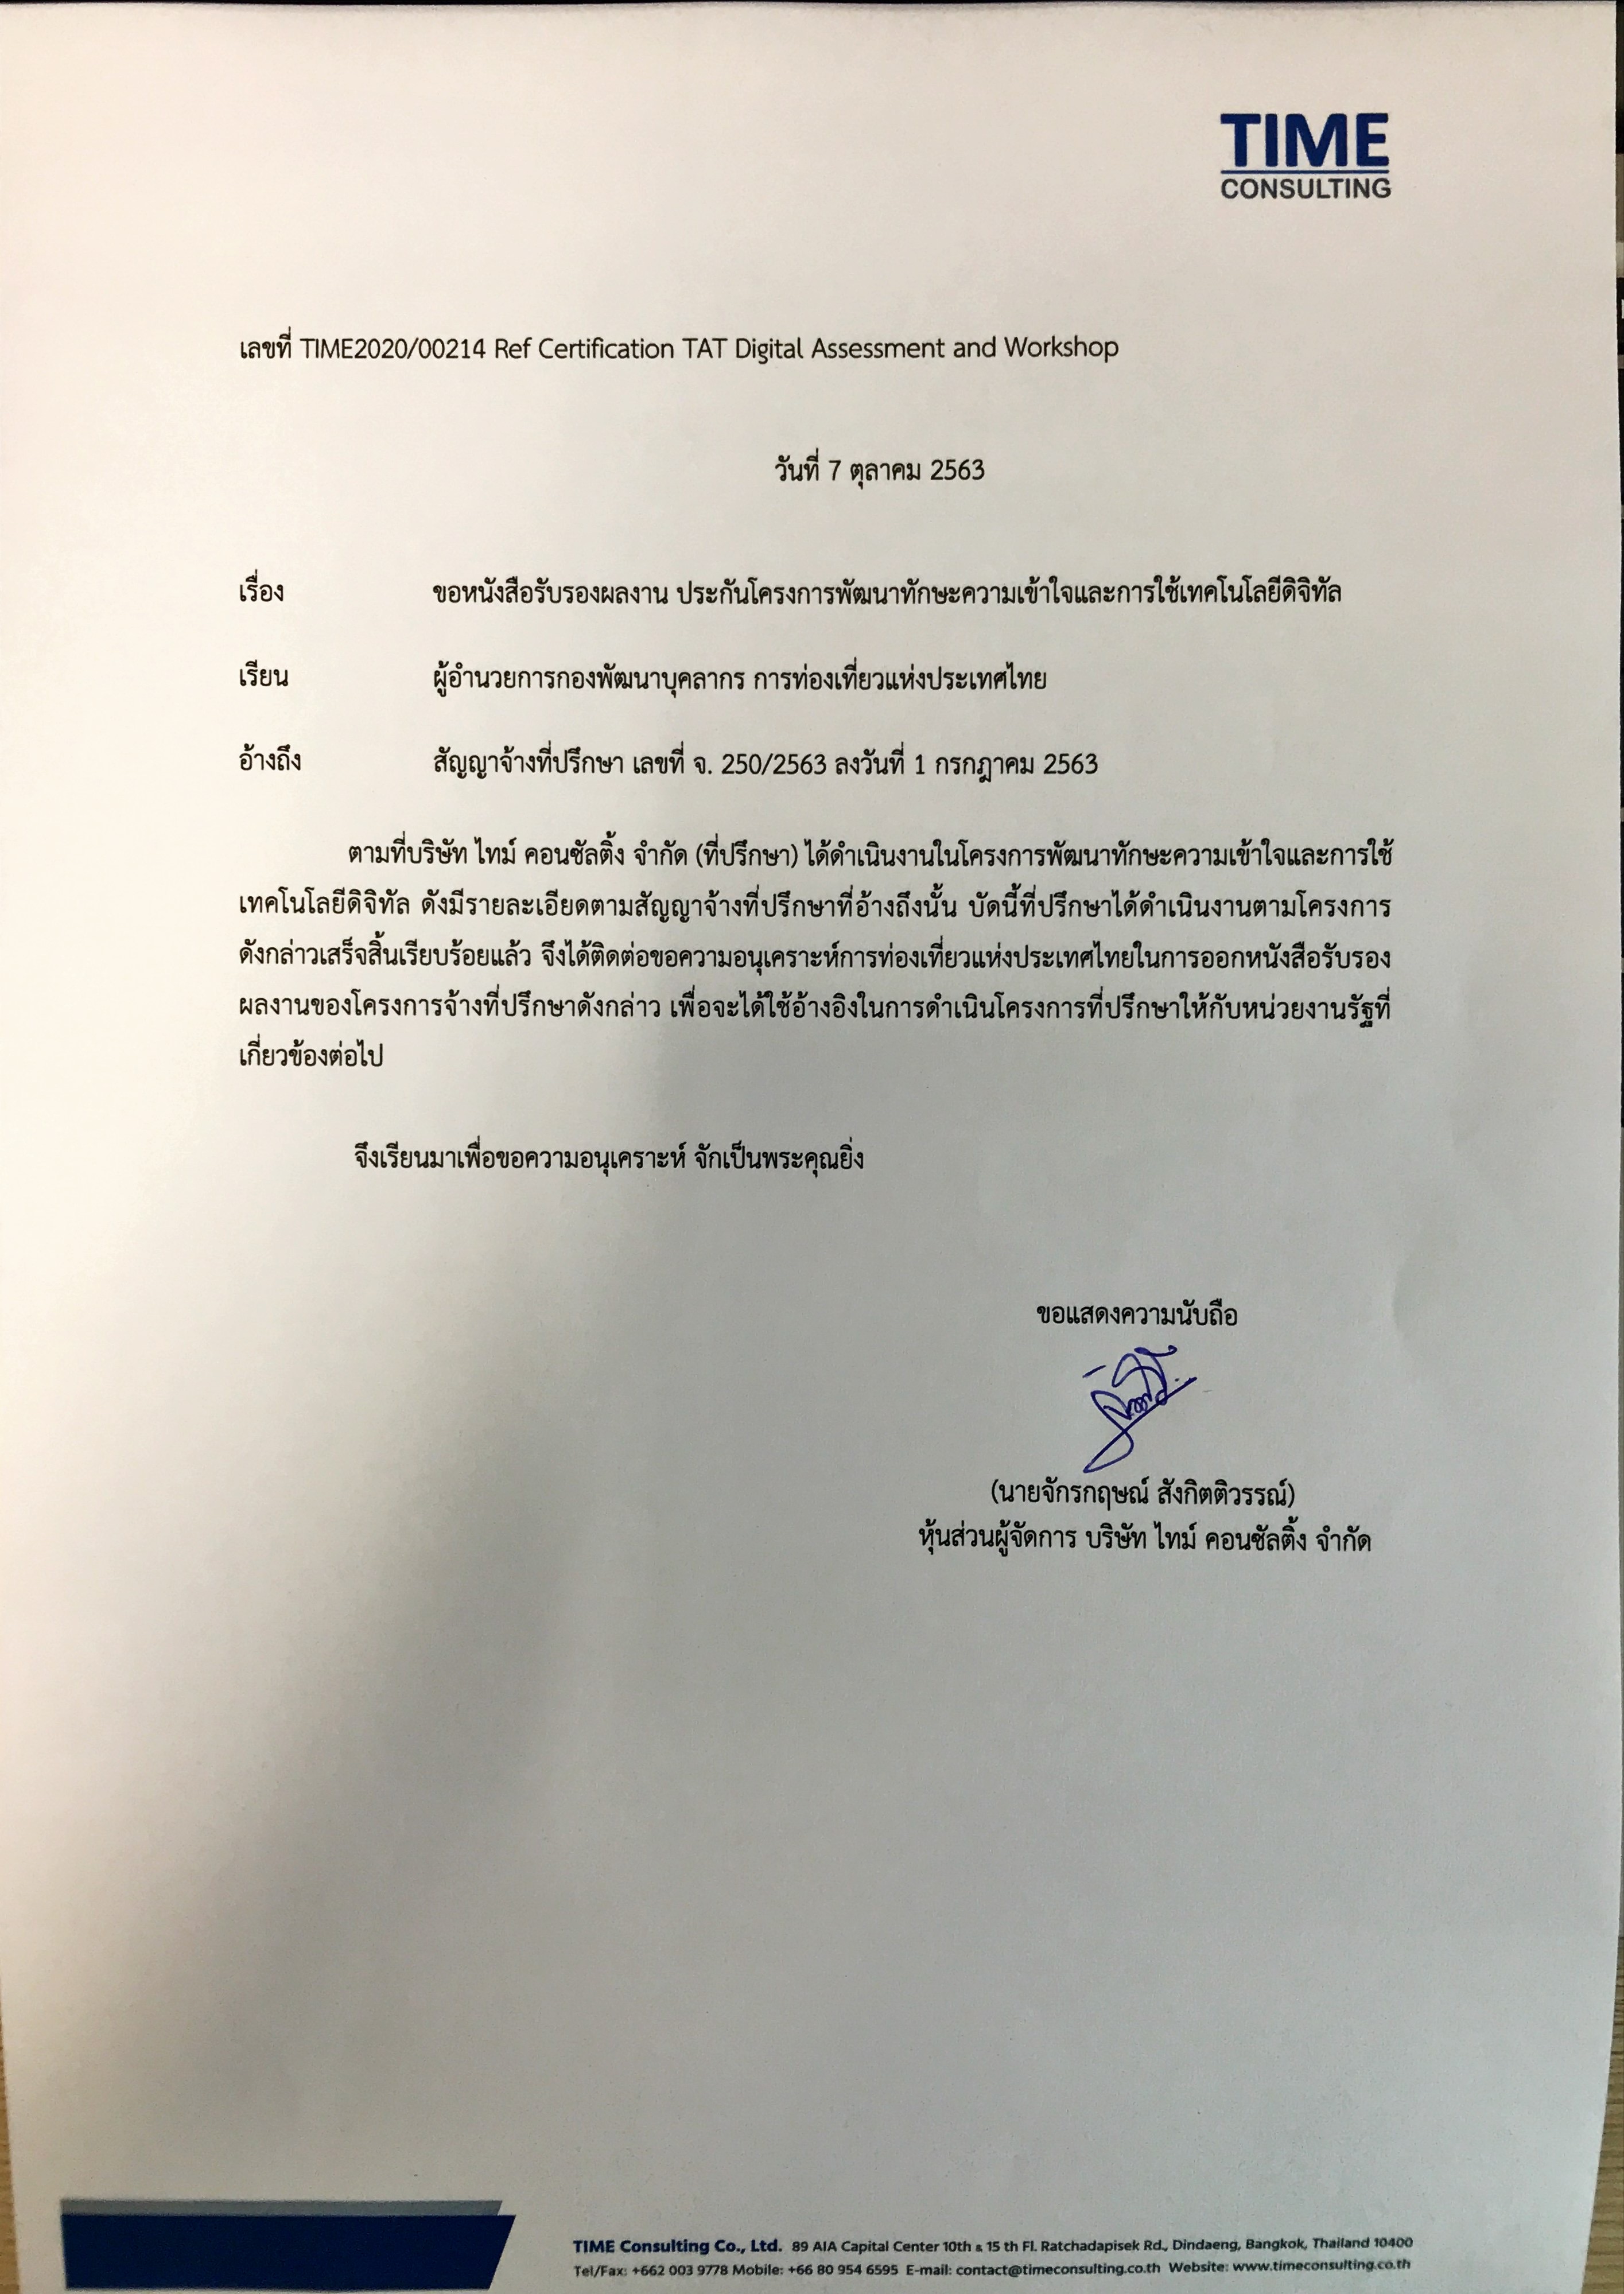 TIME
CONSULTING
เลขที่ TIME2020/00214 Ref Certification TAT Digital Assessment and Workshop
วันที่ 7 ตุลาคม 2563
เรื่อง ขอหนังสือรับรองผลงาน ประกันโครงการพัฒนาทักษะความเข้าใจและการใช้เทคโนโลยีดิจิทัล
เรียน ผู้อำนวยการกองพัฒนาบุคลากร การท่องเที่ยวแห่งประเทศไทย
อ้างถึง สัญญาจ้างที่ปรึกษา เลขที่ จ. 250/2563 ลงวันที่ 1 กรกฎาคม 2563
ตามที่บริษัท ไทม์ คอนซัลติ้ง จำกัด (ที่ปรึกษา) ได้ดำเนินงานในโครงการพัฒนาทักษะความเข้าใจและการใช้
เทคโนโลยีดิจิทัล ดังมีรายละเอียดตามสัญญาจ้างที่ปรึกษาที่อ้างถึงนั้น บัดนี้ที่ปรึกษาได้ดำเนินงานตามโครงการ
ดังกล่าวเสร็จสิ้นเรียบร้อยแล้ว จึงได้ติดต่อขอความอนุเคราะห์การท่องเที่ยวแห่งประเทศไทยในการออกหนังสือรับรอง
ผลงานของโครงการจ้างที่ปรึกษาดังกล่าว เพื่อจะได้ใช้อ้างอิงในการดำเนินโครงการที่ปรึกษาให้กับหน่วยงานรัฐที่
เกี่ยวข้องต่อไป
จึงเรียนมาเพื่อขอความอนุเคราะห์ จักเป็นพระคุณยิ่ง
ขอแสดงความนับถือ
(นายจักรกฤษณ์ สังกิตติวรรณ์)
หุ้นส่วนผู้จัดการ บริษัท ไทม์ คอนซัลติ้ง จำกัด
TIME Consulting Co., Ltd. 89 AIA Capital Center 10th & 15 th Fl. Ratchadapisek Rd., Dindaeng, Bangkok, Thailand 10400
Tel/Fax: +662 003 9778 Mobile: +66 80 954 6595 E-mail: contact@timeconsulting.co.th Website: www.timeconsulting.co.th